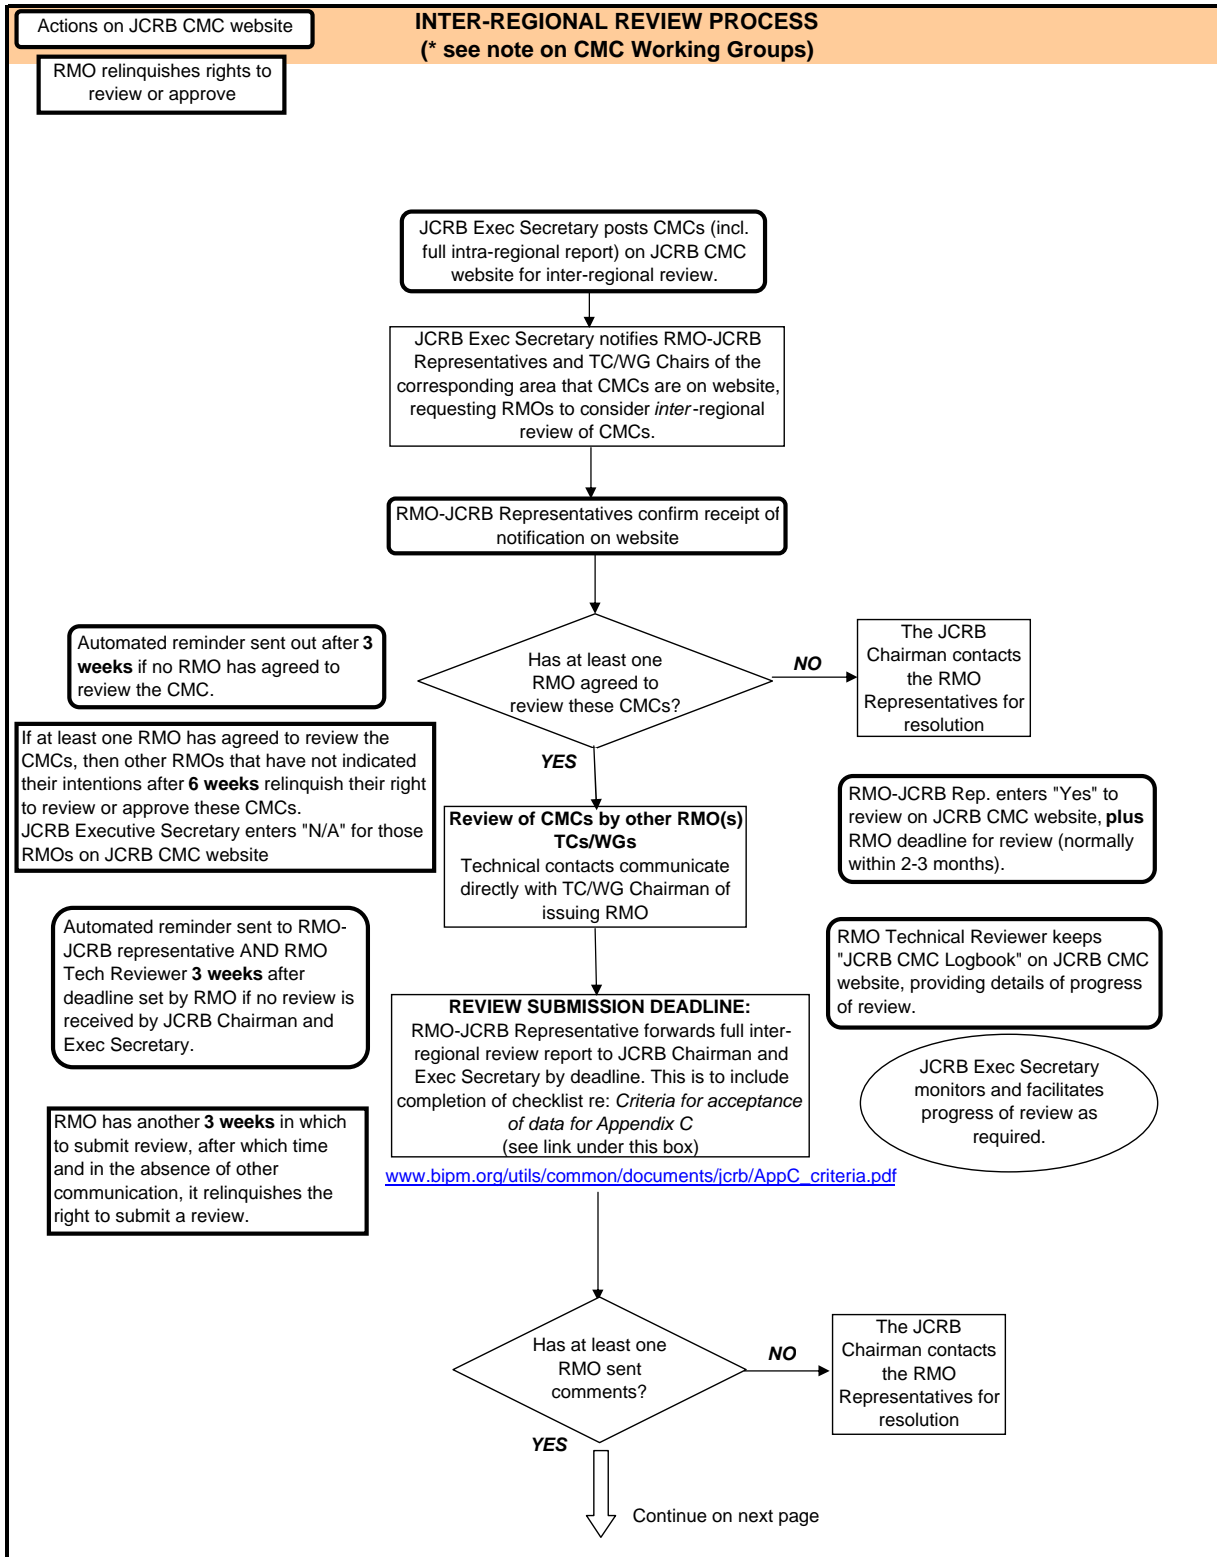 Actions on JCRB CMC website
INTER-REGIONAL REVIEW PROCESS
(* see note on CMC Working Groups)
RMO relinquishes rights to
review or approve
JCRB Exec Secretary posts CMCs (incl.
full intra-regional report) on JCRB CMC
website for inter-regional review.
JCRB Exec Secretary notifies RMO-JCRB
Representatives and TC/WG Chairs of the
corresponding area that CMCs are on website,
requesting RMOs to consider inter-regional
review of CMCs.
RMO-JCRB Representatives confirm receipt of
notification on website
Automated reminder sent out after 3
weeks if no RMO has agreed to
review the CMC.
Has at least one
RMO agreed to
review these CMCs?
NO
The JCRB
Chairman contacts
the RMO
Representatives for
resolution
YES
If at least one RMO has agreed to review the
CMCs, then other RMOs that have not indicated
their intentions after 6 weeks relinquish their right
to review or approve these CMCs.
JCRB Executive Secretary enters "N/A" for those
RMOs on JCRB CMC website
RMO-JCRB Rep. enters "Yes" to
review on JCRB CMC website, plus
RMO deadline for review (normally
within 2-3 months).
Review of CMCs by other RMO(s)
TCs/WGs
Technical contacts communicate
directly with TC/WG Chairman of
issuing RMO
Automated reminder sent to RMO-
JCRB representative AND RMO
Tech Reviewer 3 weeks after
deadline set by RMO if no review is
received by JCRB Chairman and
Exec Secretary.
RMO Technical Reviewer keeps
"JCRB CMC Logbook" on JCRB CMC
website, providing details of progress
of review.
REVIEW SUBMISSION DEADLINE:
RMO-JCRB Representative forwards full inter-
regional review report to JCRB Chairman and
Exec Secretary by deadline. This is to include
completion of checklist re: Criteria for acceptance
of data for Appendix C
(see link under this box)
JCRB Exec Secretary
monitors and facilitates
progress of review as
required.
RMO has another 3 weeks in which
to submit review, after which time
and in the absence of other
communication, it relinquishes the
right to submit a review.
www.bipm.org/utils/common/documents/jcrb/AppC_criteria.pdf
Has at least one
RMO sent
comments?
NO
The JCRB
Chairman contacts
the RMO
Representatives for
resolution
YES
Continue on next page